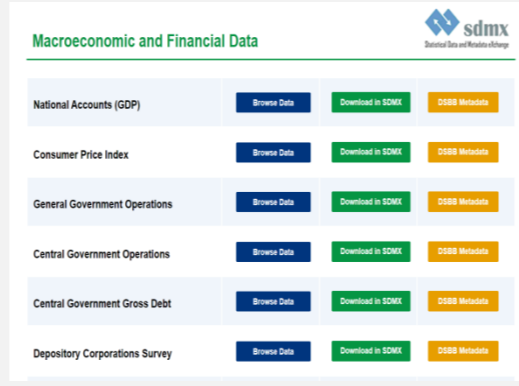 sdmx
Statistical Data and Metadata eXchange
Macroeconomic and Financial Data
National Accounts (GDP) Browse Data Download in SDMX DSBB Metadata
Consumer Price Index Browse Data Download in SDMX DSBB Metadata
General Government Operations Browse Data Download in SDMX DSBB Metadata
Central Government Operations Browse Data Download in SDMX DSBB Metadata
Central Government Gross Debt Browse Data Download in SDMX DSBB Metadata
Depository Corporations Survey Browse Data Download in SDMX DSBB Metadata